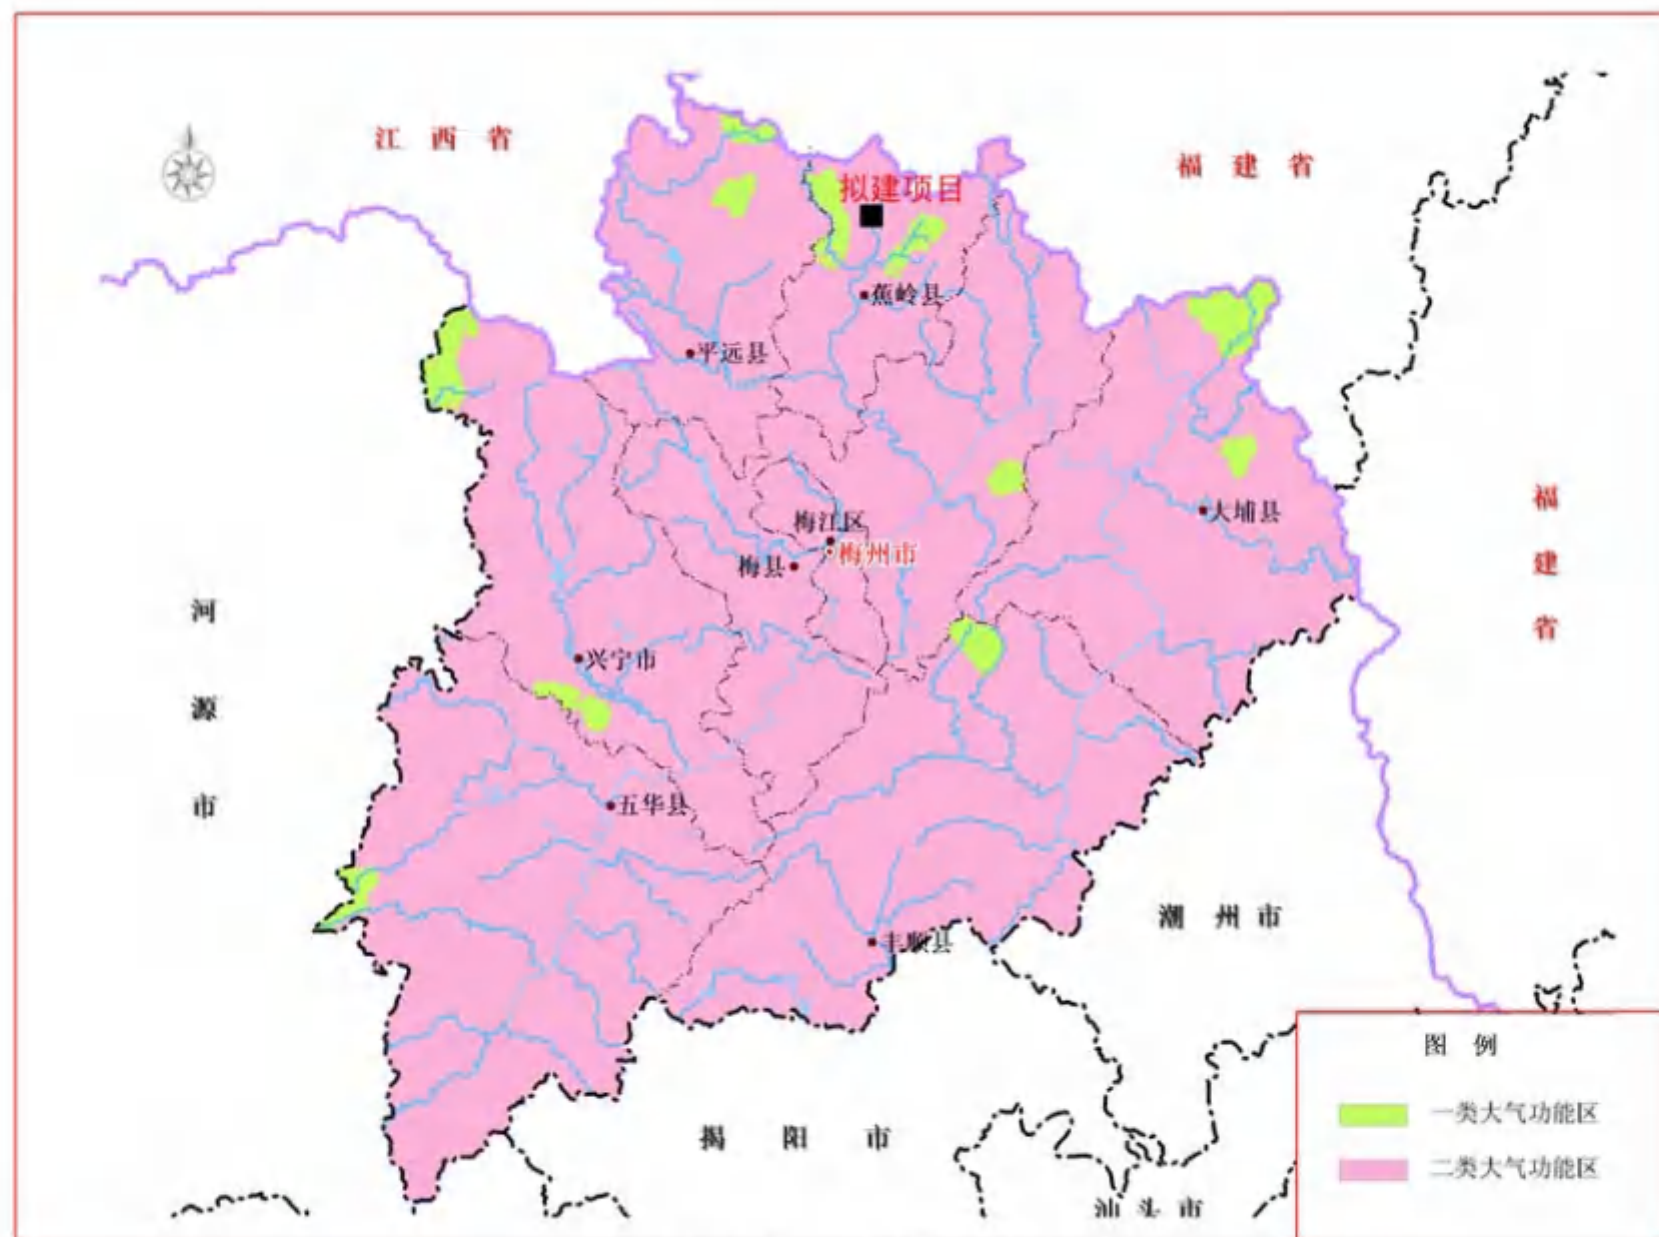 江西省
福建省
拟建项目
蕉岭县
平远县
福建省
大埔县
梅江区
梅州市
梅县
河源市
兴宁市
五华县
潮州市
丰顺县
图例
一类大气功能区
揭阳市
二类大气功能区
汕头市